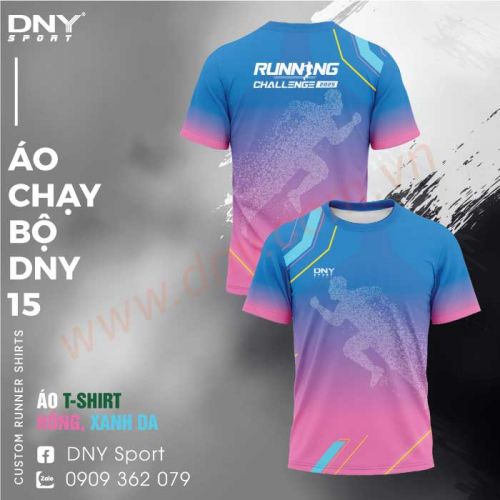 DNY®
SPORT
ÁO
CHẠY
BỘ
DNY
15
CUSTOM RUNNER SHIRTS
RUNNING
CHALLENGE 2025
DNY
SPORT
ÁO T-SHIRT
HỒNG, XANH DA
DNY Sport
Zalo
0909 362 079